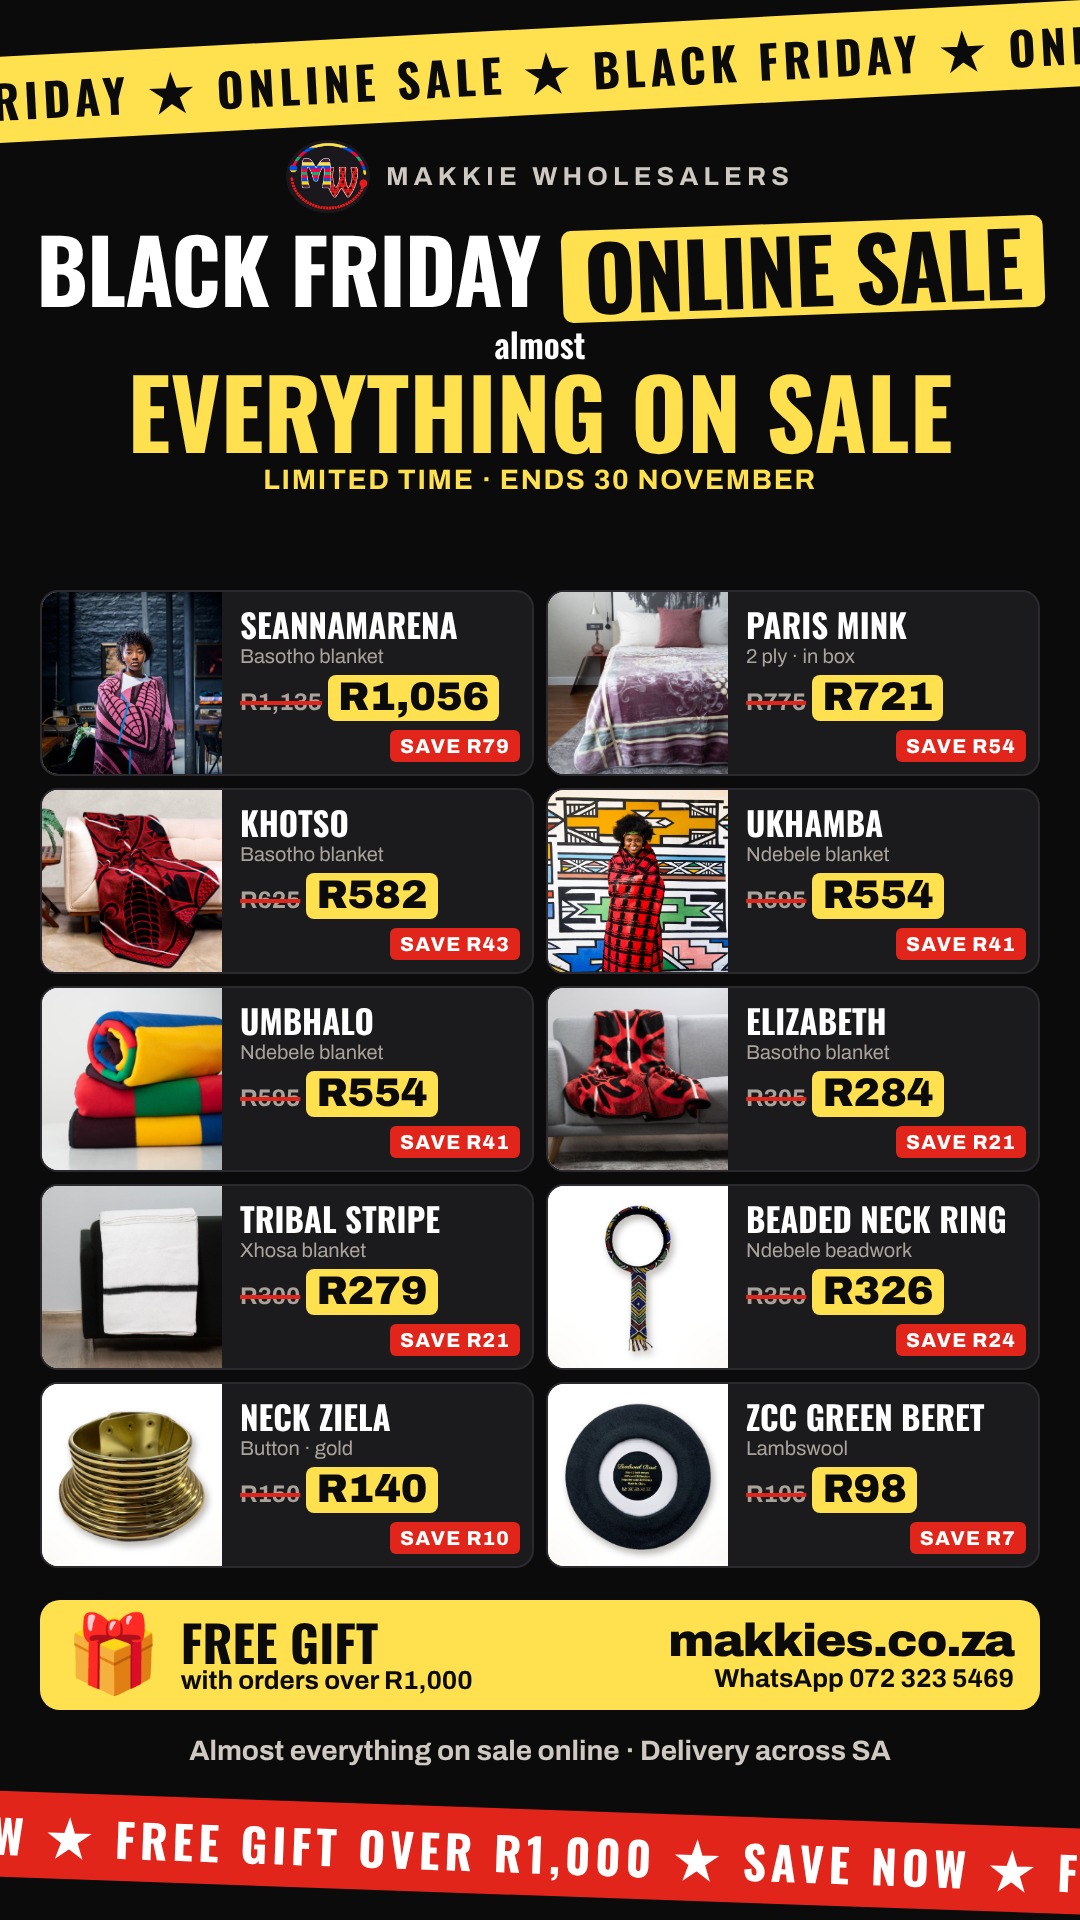 RIDAY ★ ONLINE SALE ★ BLACK FRIDAY ★ ONL
MW MAKKIE WHOLESALERS
BLACK FRIDAY ONLINE SALE
almost
EVERYTHING ON SALE
LIMITED TIME · ENDS 30 NOVEMBER
SEANNAMARENA
Basotho blanket
R1,135 R1,056
SAVE R79
PARIS MINK
2 ply · in box
R775 R721
SAVE R54
KHOTSO
Basotho blanket
R625 R582
SAVE R43
UKHAMBA
Ndebele blanket
R595 R554
SAVE R41
UMBHALO
Ndebele blanket
R595 R554
SAVE R41
ELIZABETH
Basotho blanket
R305 R284
SAVE R21
TRIBAL STRIPE
Xhosa blanket
R300 R279
SAVE R21
BEADED NECK RING
Ndebele beadwork
R350 R326
SAVE R24
NECK ZIELA
Button · gold
R150 R140
SAVE R10
ZCC GREEN BERET
Lambswool
R105 R98
SAVE R7
FREE GIFT
with orders over R1,000
makkies.co.za
WhatsApp 072 323 5469
Almost everything on sale online · Delivery across SA
W ★ FREE GIFT OVER R1,000 ★ SAVE NOW ★ F